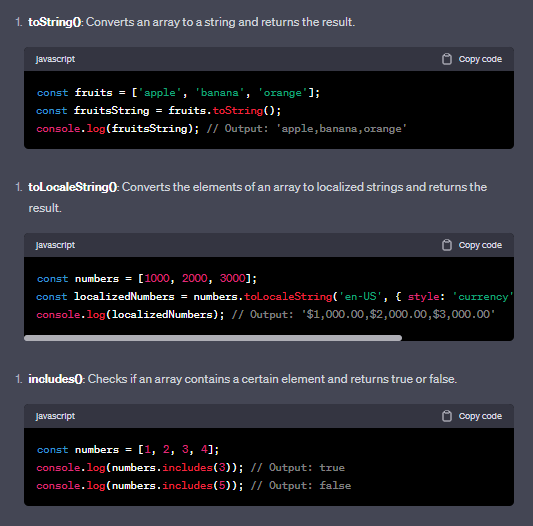 1. toString(): Converts an array to a string and returns the result.
javascript
Copy code
const fruits = ['apple', 'banana', 'orange'];
const fruitsString = fruits.toString();
console.log(fruitsString); // Output: 'apple,banana,orange'
1. toLocaleString(): Converts the elements of an array to localized strings and returns the
result.
javascript
Copy code
const numbers = [1000, 2000, 3000];
const localizedNumbers = numbers.toLocaleString('en-US', { style: 'currency'
console.log(localizedNumbers); // Output: '$1,000.00,$2,000.00,$3,000.00'
1. includes(): Checks if an array contains a certain element and returns true or false.
javascript
Copy code
const numbers = [1, 2, 3, 4];
console.log(numbers.includes(3)); // Output: true
console.log(numbers.includes(5)); // Output: false